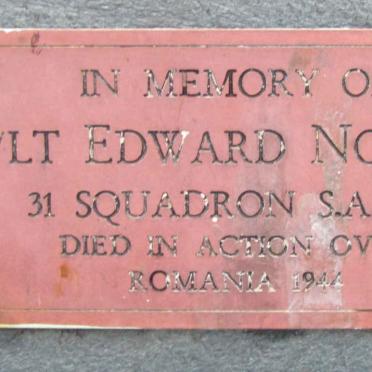 IN MEMORY O
LT EDWARD NO
31 SQUADRON S.A
DIED IN ACTION OV
ROMANIA 1944